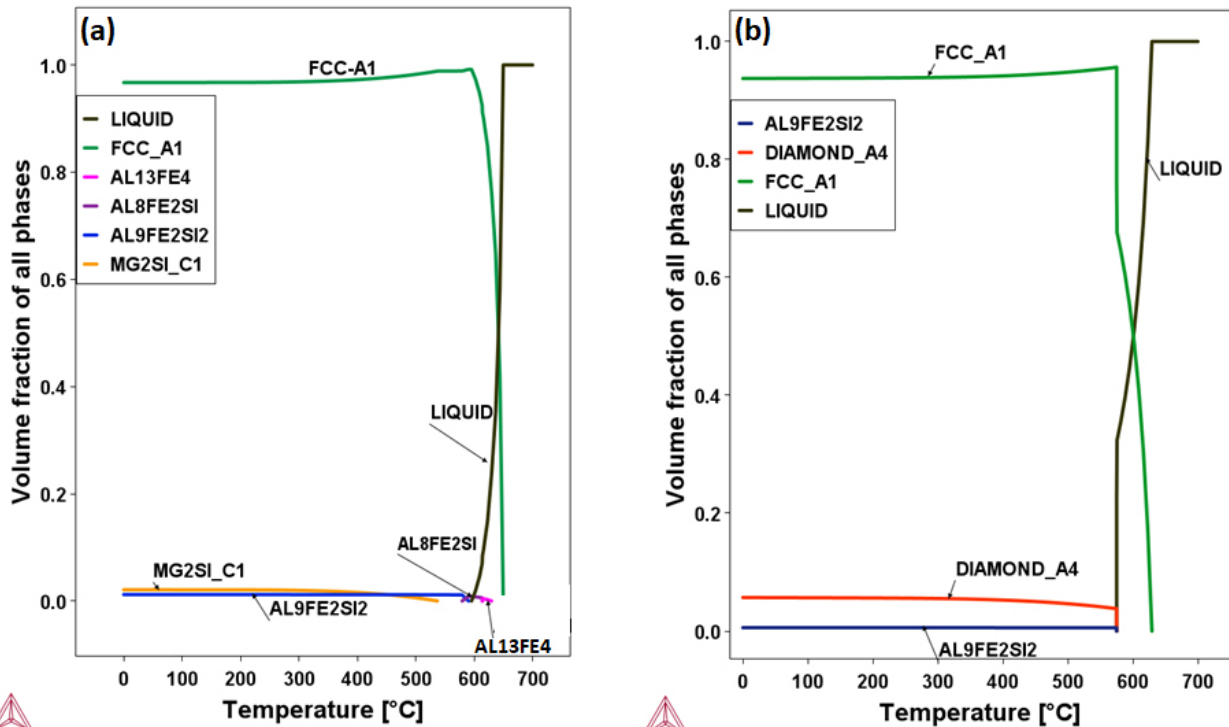 (a)
FCC-A1
LIQUID
FCC_A1
AL13FE4
AL8FE2SI
AL9FE2SI2
MG2SI_C1
LIQUID
AL8FE2SI
MG2SI_C1
AL9FE2SI2
AL13FE4
Volume fraction of all phases
1.0
0.8
0.6
0.4
0.2
0.0
0 100 200 300 400 500 600 700
Temperature [°C]
(b)
FCC_A1
AL9FE2SI2
DIAMOND_A4
FCC_A1
LIQUID
LIQUID
DIAMOND_A4
AL9FE2SI2
Volume fraction of all phases
1.0
0.8
0.6
0.4
0.2
0.0
0 100 200 300 400 500 600 700
Temperature [°C]